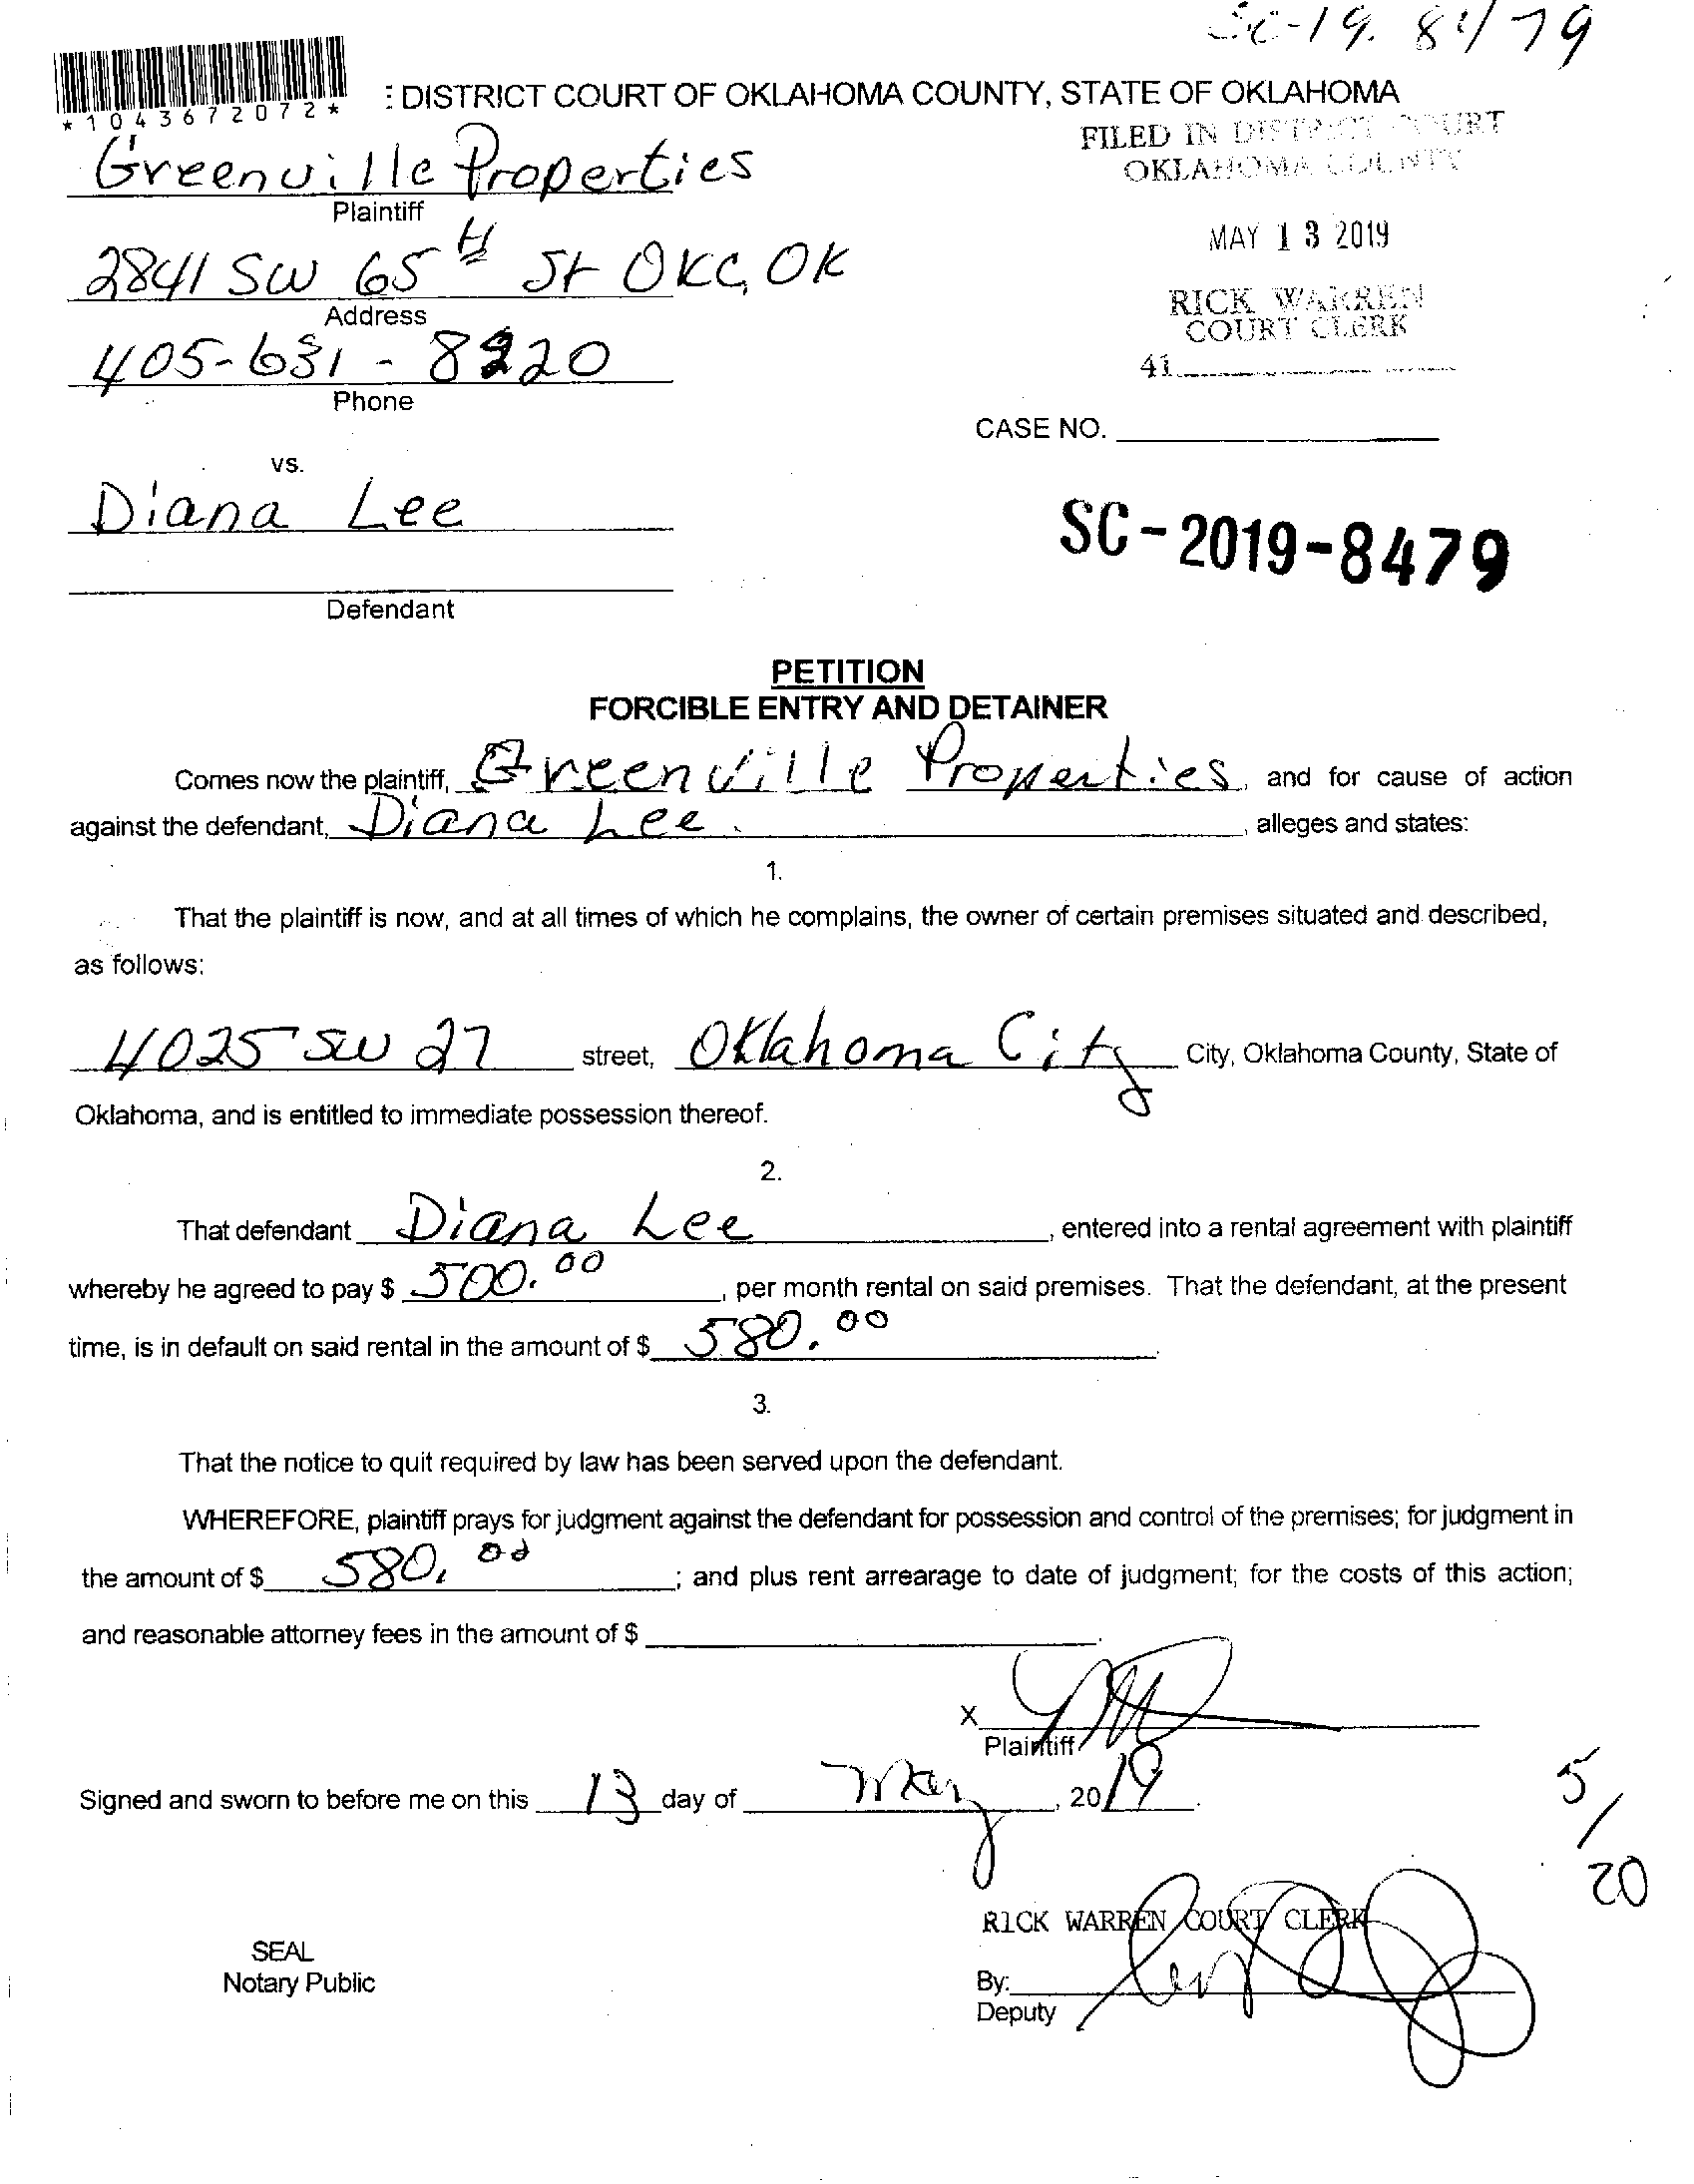 SC-19-8479
*1043672072*
: DISTRICT COURT OF OKLAHOMA COUNTY, STATE OF OKLAHOMA
FILED IN DISTRICT COURT
OKLAHOMA COUNTY
Greenville Properties
Plaintiff
MAY 13 2019
2841 SW 65th St OKC, OK
Address
RICK WARREN
COURT CLERK
405-631-8220
Phone
41
CASE NO.
vs.
Diana Lee
SC-2019-8479
Defendant
PETITION
FORCIBLE ENTRY AND DETAINER
Comes now the plaintiff, Greenville Properties, and for cause of action
against the defendant, Diana Lee, alleges and states:
1.
That the plaintiff is now, and at all times of which he complains, the owner of certain premises situated and described,
as follows:
4025 SW 27 street, Oklahoma City City, Oklahoma County, State of
Oklahoma, and is entitled to immediate possession thereof.
2.
That defendant Diana Lee, entered into a rental agreement with plaintiff
whereby he agreed to pay $ 500.00, per month rental on said premises. That the defendant, at the present
time, is in default on said rental in the amount of $ 580.00.
3.
That the notice to quit required by law has been served upon the defendant.
WHEREFORE, plaintiff prays for judgment against the defendant for possession and control of the premises; for judgment in
the amount of $ 580.00; and plus rent arrearage to date of judgment; for the costs of this action;
and reasonable attorney fees in the amount of $
X
Plaintiff
Signed and sworn to before me on this 13 day of May, 2019.
5/20
RICK WARREN COURT CLERK
SEAL
Notary Public
By:
Deputy